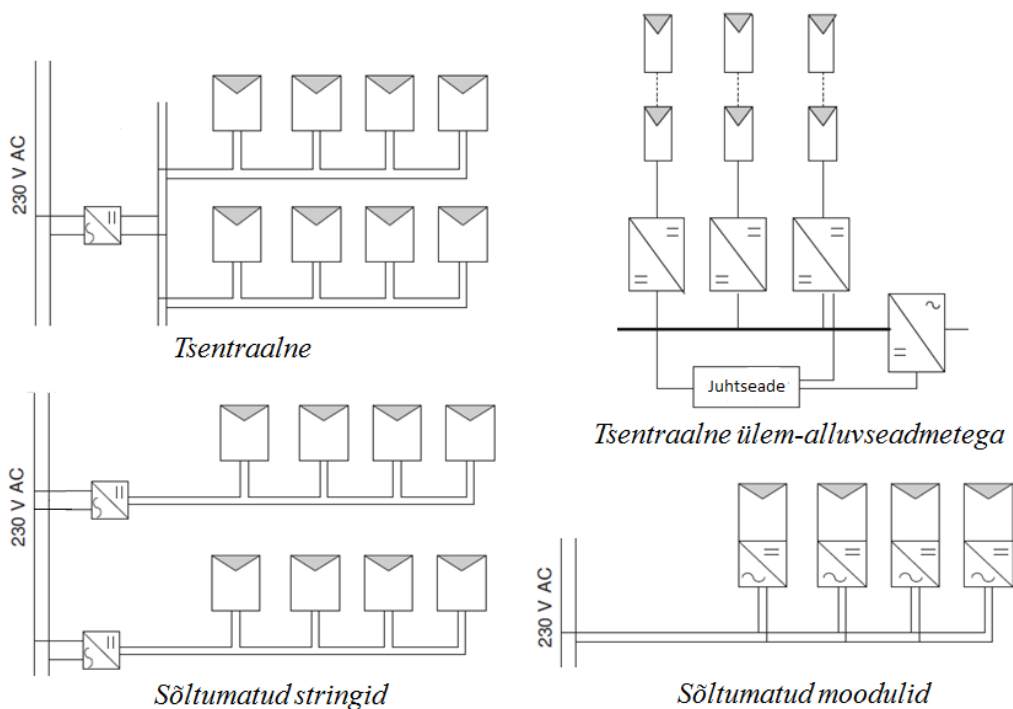 230 V AC
Tsentraalne
Juhtseade
Tsentraalne ülem-alluvseadmetega
230 V AC
Sõltumatud stringid
230 V AC
Sõltumatud moodulid